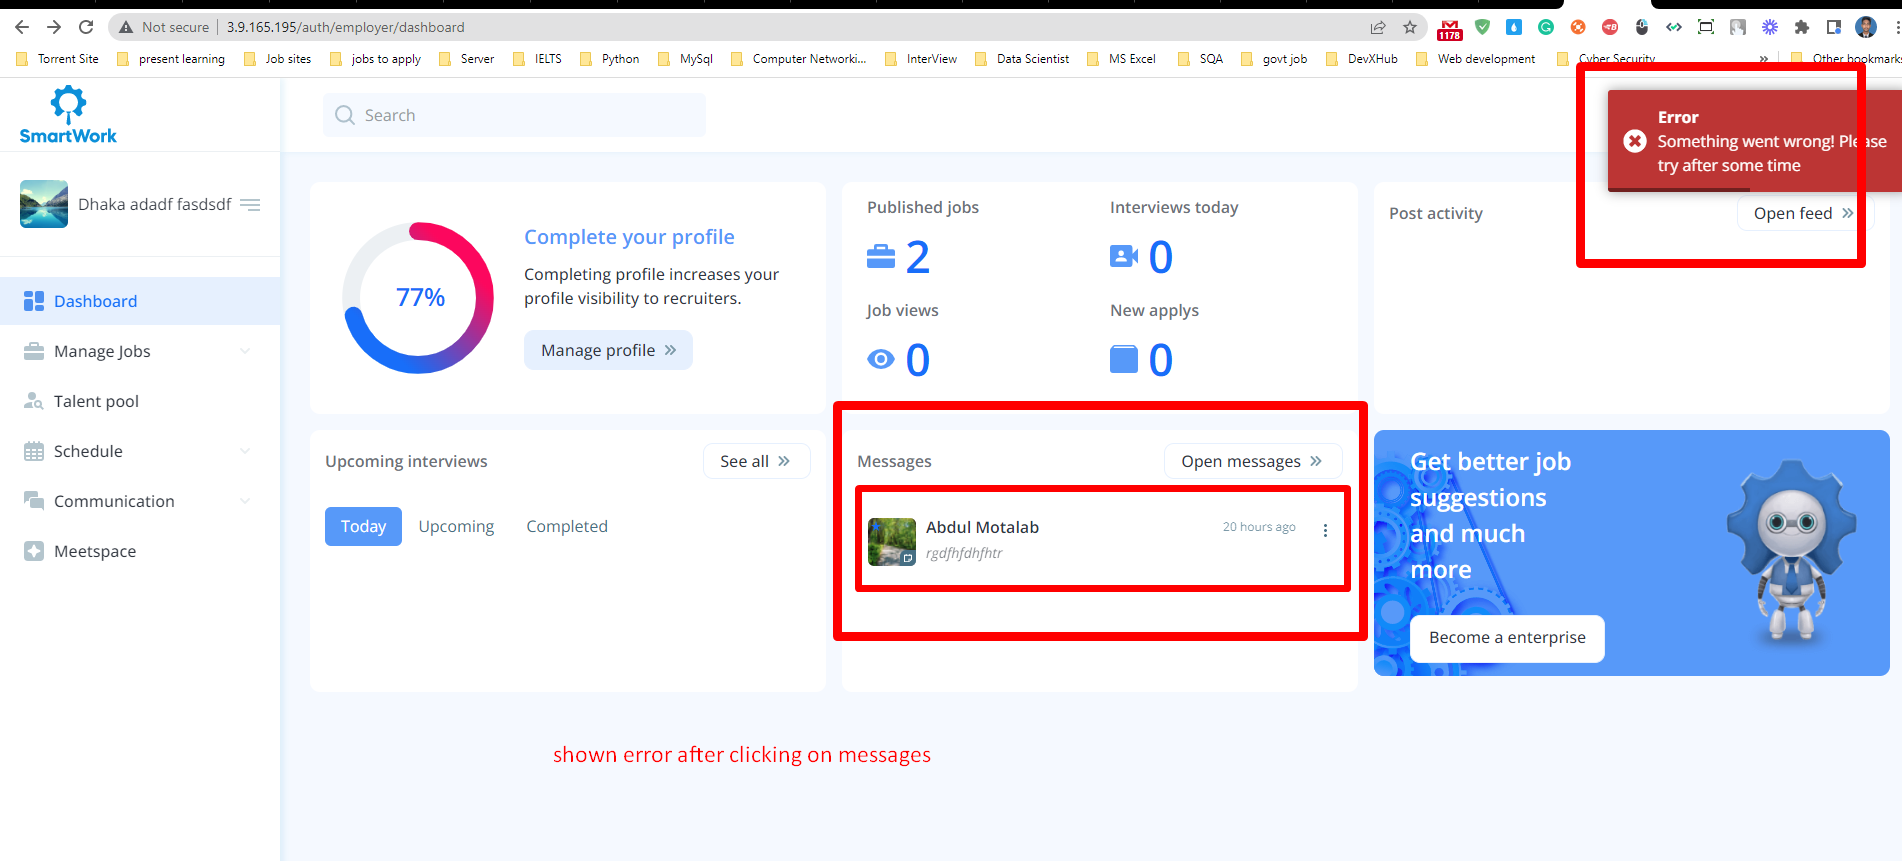 Not secure
3.9.165.195/auth/employer/dashboard
1178
Torrent Site
present learning
Job sites
jobs to apply
Server
IELTS
Python
MySql
Computer Networki...
InterView
Data Scientist
MS Excel
SQA
govt job
DevXHub
Web development
Cyber Security
»
Other bookmarks
SmartWork
Search
Error
Something went wrong! Please
try after some time
Dhaka adadf fasdsdf
Dashboard
Manage Jobs
Talent pool
Schedule
Communication
Meetspace
77%
Complete your profile
Completing profile increases your
profile visibility to recruiters.
Manage profile »
Published jobs
2
Interviews today
0
Job views
0
New applys
0
Post activity
Open feed »
Upcoming interviews
See all »
Today
Upcoming
Completed
Messages
Open messages »
Abdul Motalab
20 hours ago
rgdfhfdhfhtr
Get better job
suggestions
and much
more
Become a enterprise
shown error after clicking on messages